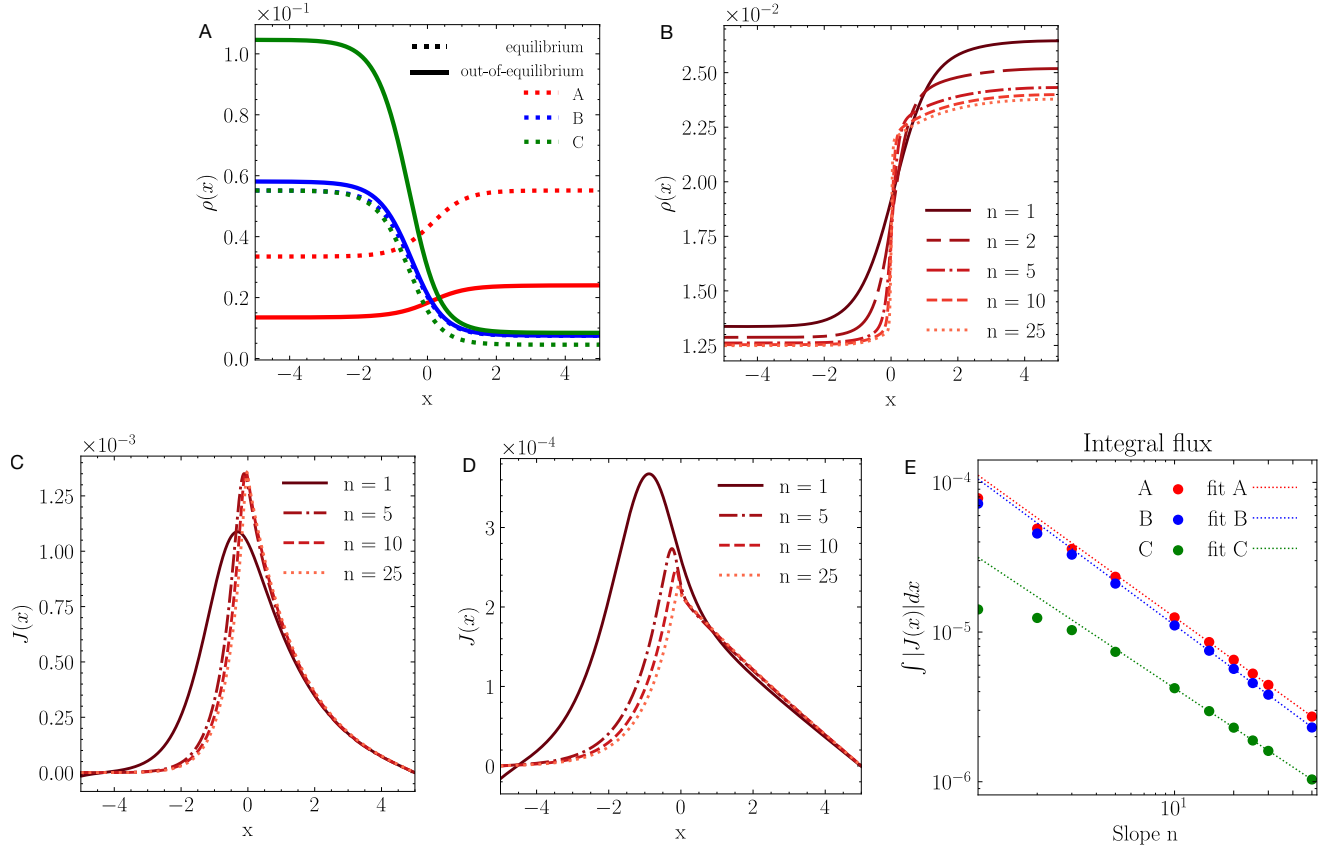 A
×10⁻¹
ρ(x)
1.0
0.8
0.6
0.4
0.2
0.0
−4
−2
0
2
4
x
equilibrium
out-of-equilibrium
A
B
C
B
×10⁻²
ρ(x)
2.50
2.25
2.00
1.75
1.50
1.25
−4
−2
0
2
4
x
n = 1
n = 2
n = 5
n = 10
n = 25
C
×10⁻³
J(x)
1.25
1.00
0.75
0.50
0.25
0.00
−4
−2
0
2
4
x
n = 1
n = 5
n = 10
n = 25
D
×10⁻⁴
J(x)
4
2
0
−4
−2
0
2
4
x
n = 1
n = 5
n = 10
n = 25
Integral flux
E
∫ |J(x)|dx
10⁻⁴
10⁻⁵
10⁻⁶
10¹
Slope n
A fit A
B fit B
C fit C